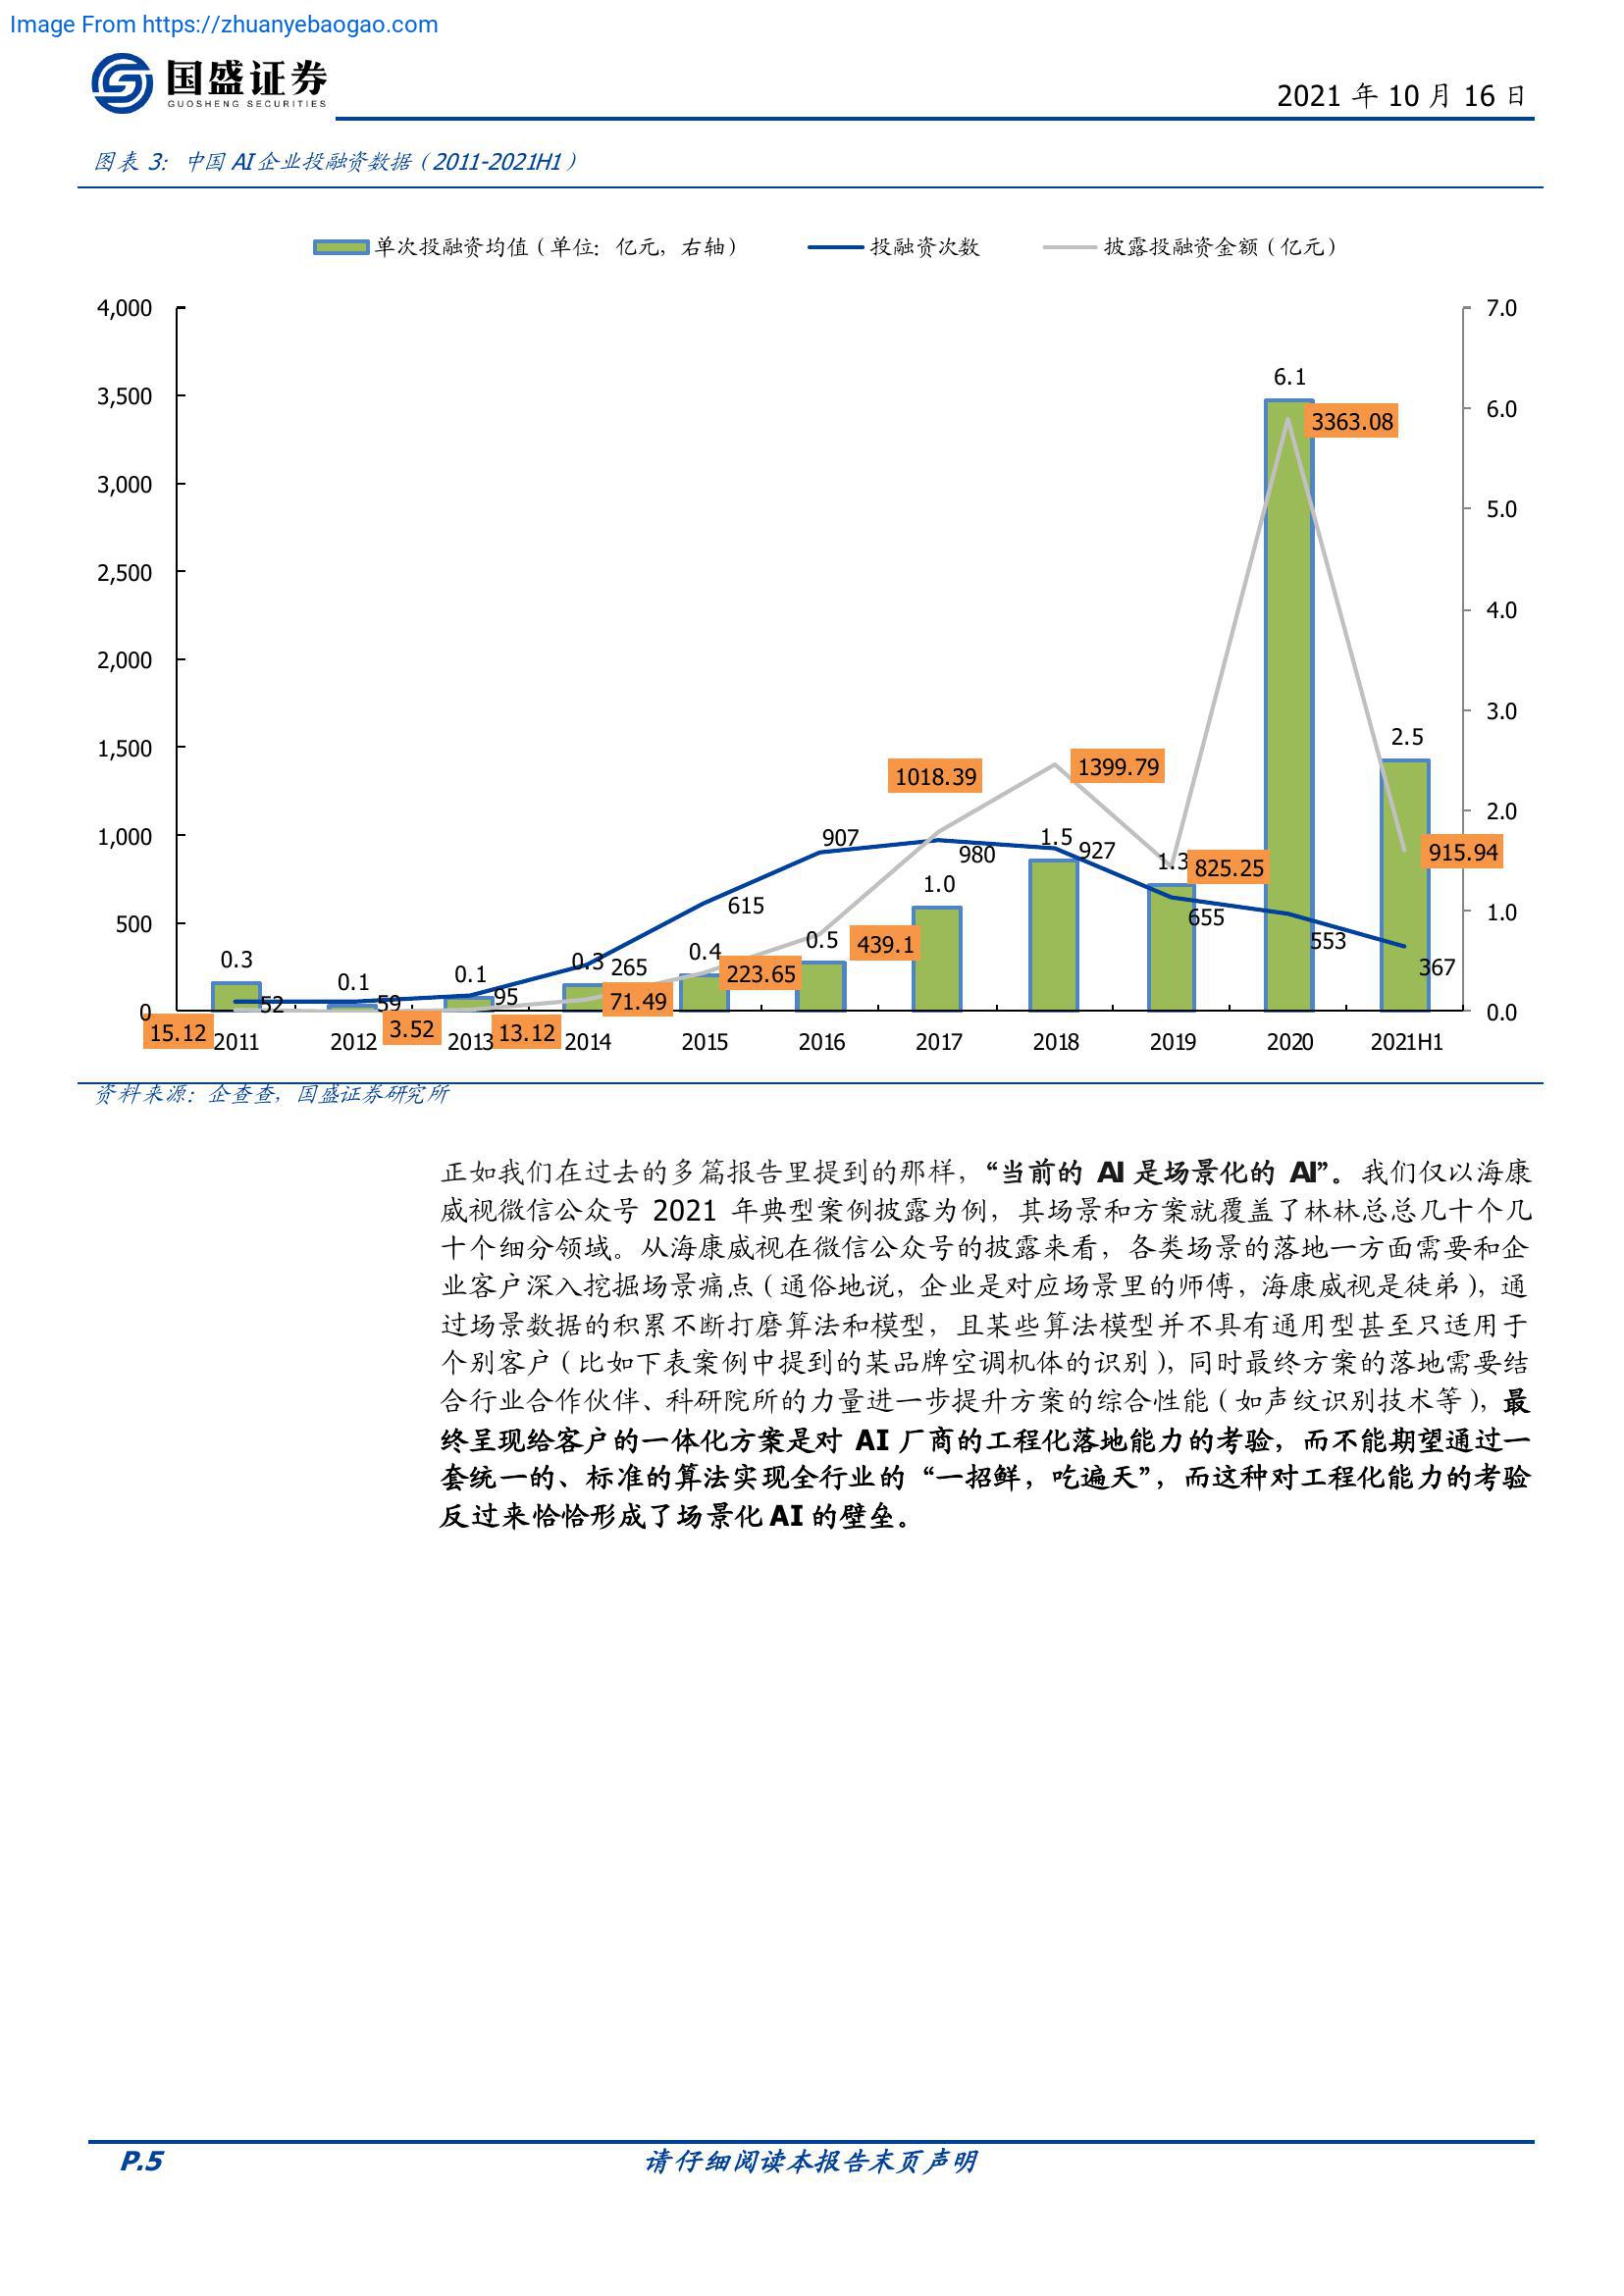 Image From https://zhuanyebaogao.com
国盛证券
GUOSHENG SECURITIES
2021 年 10 月 16 日
图表 3：中国 AI 企业投融资数据（2011-2021H1）
单次投融资均值（单位：亿元，右轴） 投融资次数 披露投融资金额（亿元）
4,000 7.0
6.1
3,500 6.0
3363.08
3,000 5.0
2,500 4.0
2,000 3.0
2.5
1,500 2.0
1018.39 1399.79
1,000 907 980 1.5 927 1.3 825.25 915.94
1.0
500 615 655 1.0
0.3 0.1 0.1 0.3 265 0.4 223.65 0.5 439.1 553 367
0 52 59 95 71.49 0.0
15.12 3.52 13.12
2011 2012 2013 2014 2015 2016 2017 2018 2019 2020 2021H1
资料来源：企查查，国盛证券研究所
正如我们在过去的多篇报告里提到的那样，“当前的 AI 是场景化的 AI”。我们仅以海康
威视微信公众号 2021 年典型案例披露为例，其场景和方案就覆盖了林林总总几十个几
十个细分领域。从海康威视在微信公众号的披露来看，各类场景的落地一方面需要和企
业客户深入挖掘场景痛点（通俗地说，企业是对应场景里的师傅，海康威视是徒弟），通
过场景数据的积累不断打磨算法和模型，且某些算法模型并不具有通用型甚至只适用于
个别客户（比如下表案例中提到的某品牌空调机体的识别），同时最终方案的落地需要结
合行业合作伙伴、科研院所的力量进一步提升方案的综合性能（如声纹识别技术等），最
终呈现给客户的一体化方案是对 AI 厂商的工程化落地能力的考验，而不能期望通过一
套统一的、标准的算法实现全行业的“一招鲜，吃遍天”，而这种对工程化能力的考验
反过来恰恰形成了场景化 AI 的壁垒。
P.5
请仔细阅读本报告末页声明